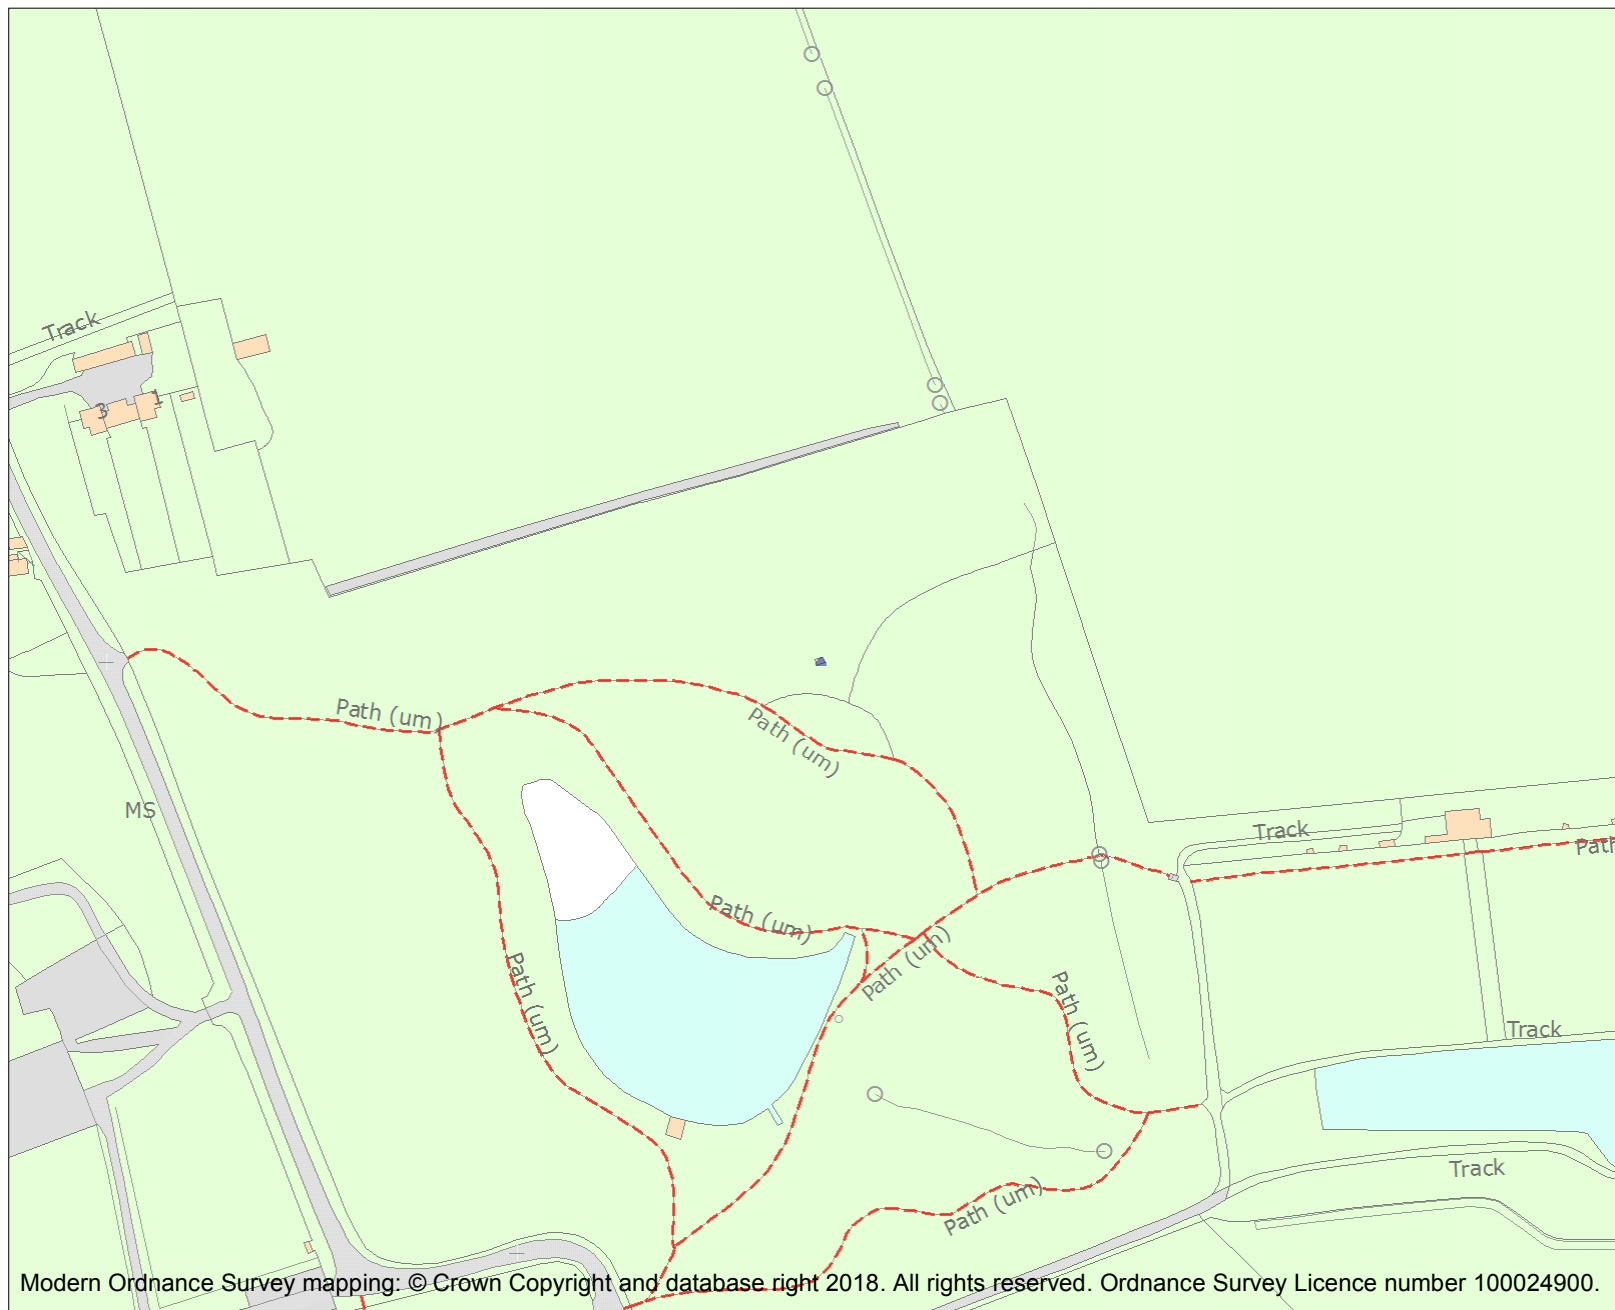 Track
3
1
Path (um)
Path (um)
MS
Track
Path
Path (um)
Path (um)
Path (um)
Path (um)
Track
Track
Path (um)
Modern Ordnance Survey mapping: © Crown Copyright and database right 2018. All rights reserved. Ordnance Survey Licence number 100024900.